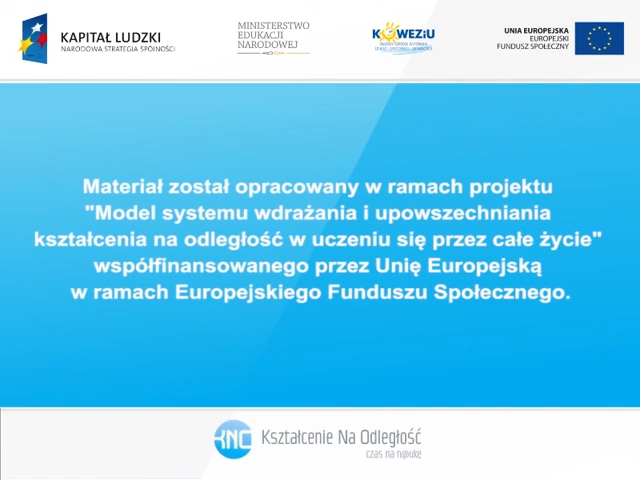 KAPITAŁ LUDZKI
NARODOWA STRATEGIA SPÓJNOŚCI
MINISTERSTWO
EDUKACJI
NARODOWEJ
KOWEZiU
UNIA EUROPEJSKA
EUROPEJSKI
FUNDUSZ SPOŁECZNY
Materiał został opracowany w ramach projektu
"Model systemu wdrażania i upowszechniania
kształcenia na odległość w uczeniu się przez całe życie"
współfinansowanego przez Unię Europejską
w ramach Europejskiego Funduszu Społecznego.
KNO Kształcenie Na Odległość
czas na n@ukę